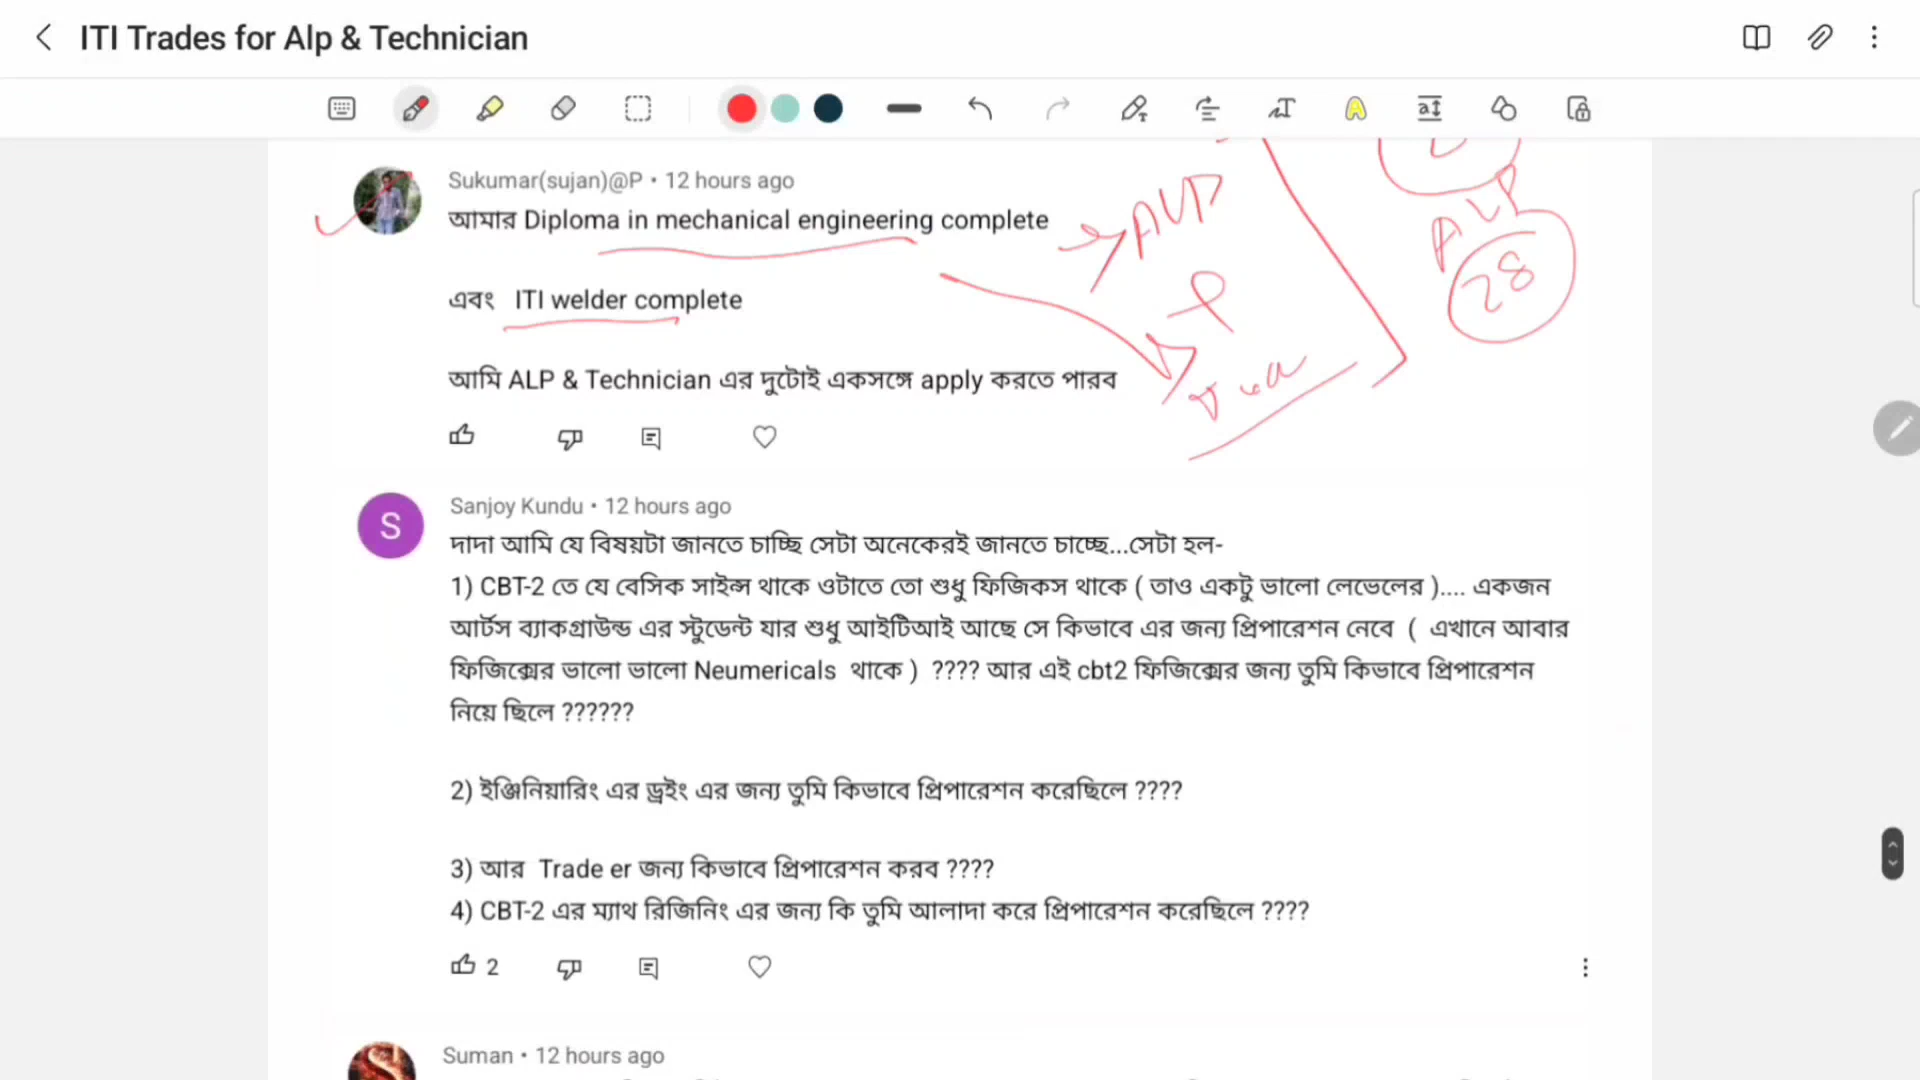 ITI Trades for Alp & Technician
Sukumar(sujan)@P • 12 hours ago
আমার Diploma in mechanical engineering complete
ALP
ALP
28
এবং ITI welder complete
আমি ALP & Technician এর দুটোই একসঙ্গে apply করতে পারব
S
Sanjoy Kundu • 12 hours ago
দাদা আমি যে বিষয়টা জানতে চাচ্ছি সেটা অনেকেরই জানতে চাচ্ছে...সেটা হল-
1) CBT-2 তে যে বেসিক সাইন্স থাকে ওটাতে তো শুধু ফিজিকস থাকে ( তাও একটু ভালো লেভেলের ).... একজন
আর্টস ব্যাকগ্রাউন্ড এর স্টুডেন্ট যার শুধু আইটিআই আছে সে কিভাবে এর জন্য প্রিপারেশন নেবে ( এখানে আবার
ফিজিক্সের ভালো ভালো Neumericals থাকে ) ???? আর এই cbt2 ফিজিক্সের জন্য তুমি কিভাবে প্রিপারেশন
নিয়ে ছিলে ??????
2) ইঞ্জিনিয়ারিং এর ড্রইং এর জন্য তুমি কিভাবে প্রিপারেশন করেছিলে ????
3) আর Trade er জন্য কিভাবে প্রিপারেশন করব ????
4) CBT-2 এর ম্যাথ রিজিনিং এর জন্য কি তুমি আলাদা করে প্রিপারেশন করেছিলে ????
2
Suman • 12 hours ago